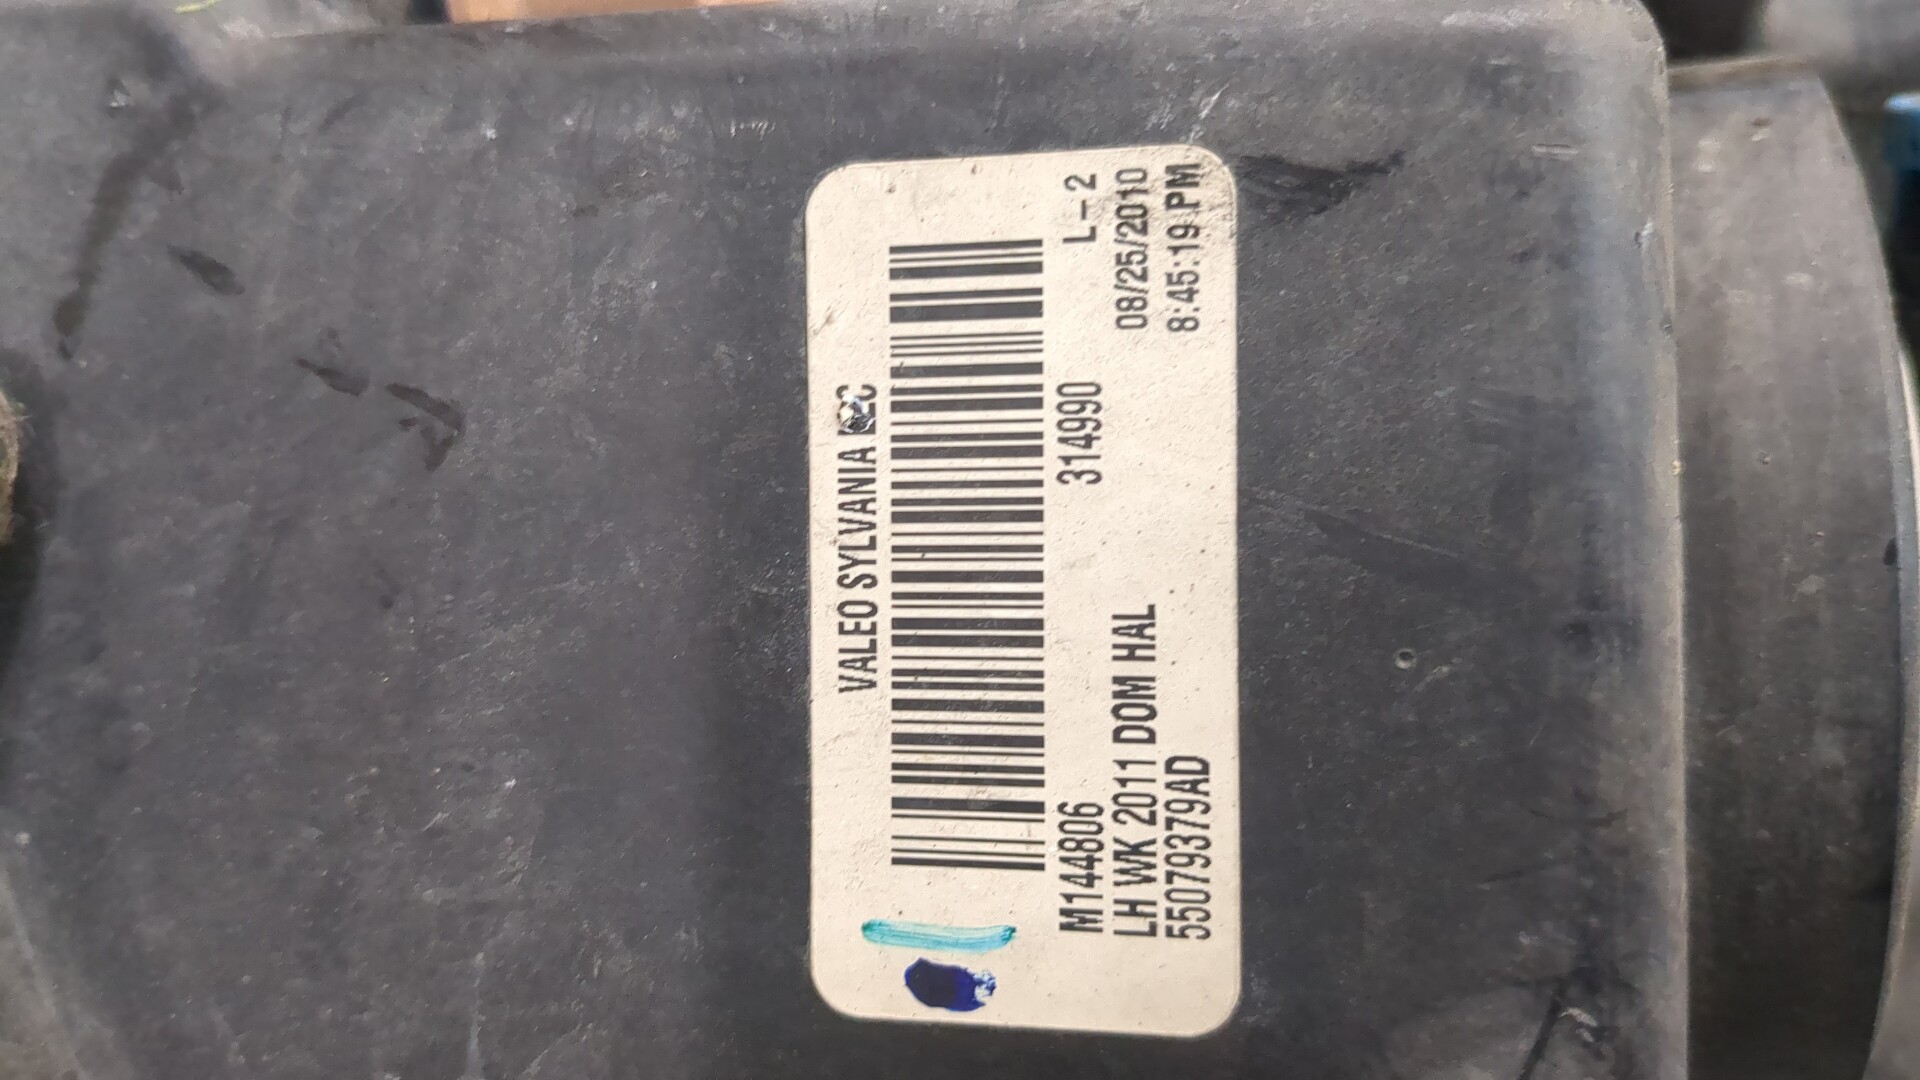 VALEO SYLVANIA
L-2
M144806 314990
LH WK 2011 DOM HAL 08/25/2010
55079379AD 8:45:19 PM